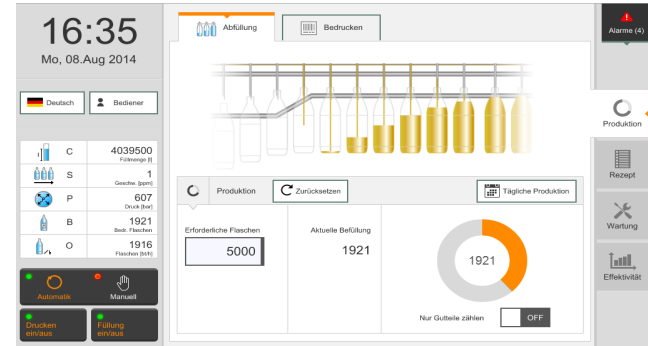 16:35
Mo, 08.Aug 2014
Deutsch
Bediener
C
4039500
Füllmenge [l]
S
1
Geschw. [ppm]
P
607
Druck [bar]
B
1921
Bedr. Flaschen
O
1916
Flaschen [bt/h]
Automatik
Manuell
Drucken
ein/aus
Füllung
ein/aus
Abfüllung
Bedrucken
Produktion
Zurücksetzen
Tägliche Produktion
Erforderliche Flaschen
5000
Aktuelle Befüllung
1921
1921
Nur Gutteile zählen
OFF
Alarme (4)
Produktion
Rezept
Wartung
Effektivität